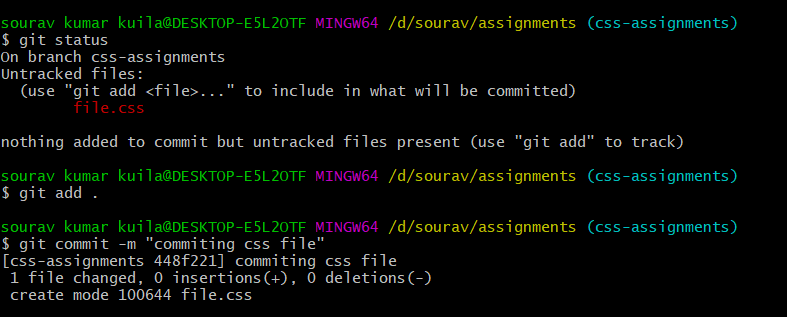 sourav kumar kuila@DESKTOP-E5L2OTF MINGW64 /d/sourav/assignments (css-assignments)
$ git status
On branch css-assignments
Untracked files:
  (use "git add <file>..." to include in what will be committed)
        file.css
nothing added to commit but untracked files present (use "git add" to track)
sourav kumar kuila@DESKTOP-E5L2OTF MINGW64 /d/sourav/assignments (css-assignments)
$ git add .
sourav kumar kuila@DESKTOP-E5L2OTF MINGW64 /d/sourav/assignments (css-assignments)
$ git commit -m "commiting css file"
[css-assignments 448f221] commiting css file
 1 file changed, 0 insertions(+), 0 deletions(-)
 create mode 100644 file.css